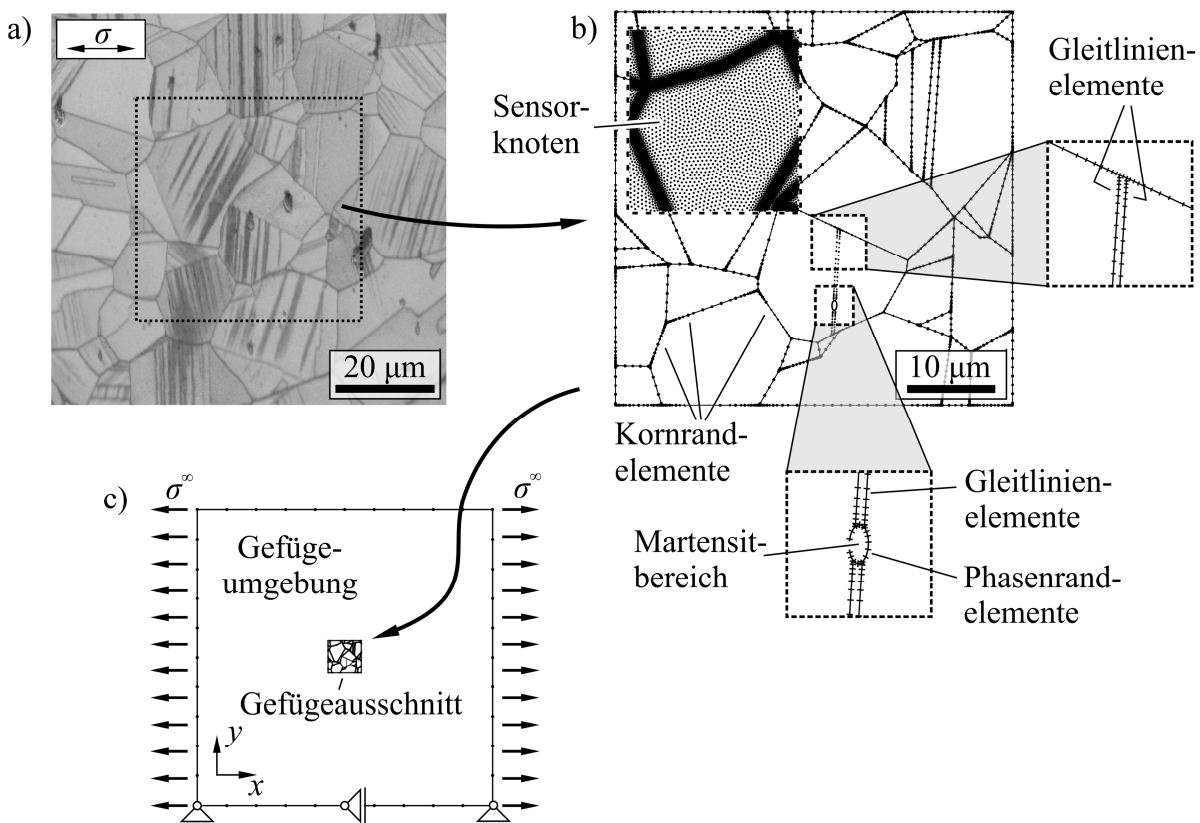 a)
σ
20 µm
b)
Sensor-
knoten
Gleitlinien-
elemente
10 µm
Kornrand-
elemente
Gleitlinien-
elemente
Martensit-
bereich
Phasenrand-
elemente
c)
σ∞
σ∞
Gefüge-
umgebung
Gefügeausschnitt
y
x